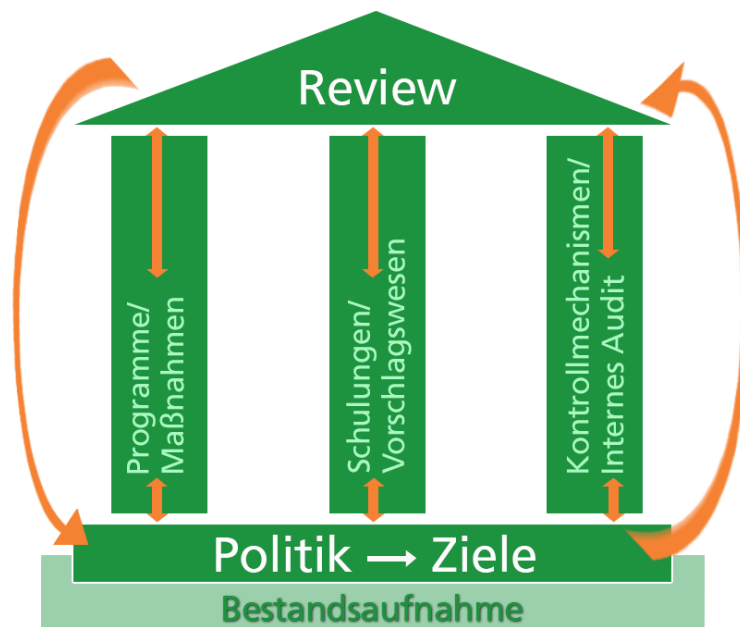 Review
Programme/
Maßnahmen
Schulungen/
Vorschlagswesen
Kontrollmechanismen/
Internes Audit
Politik → Ziele
Bestandsaufnahme